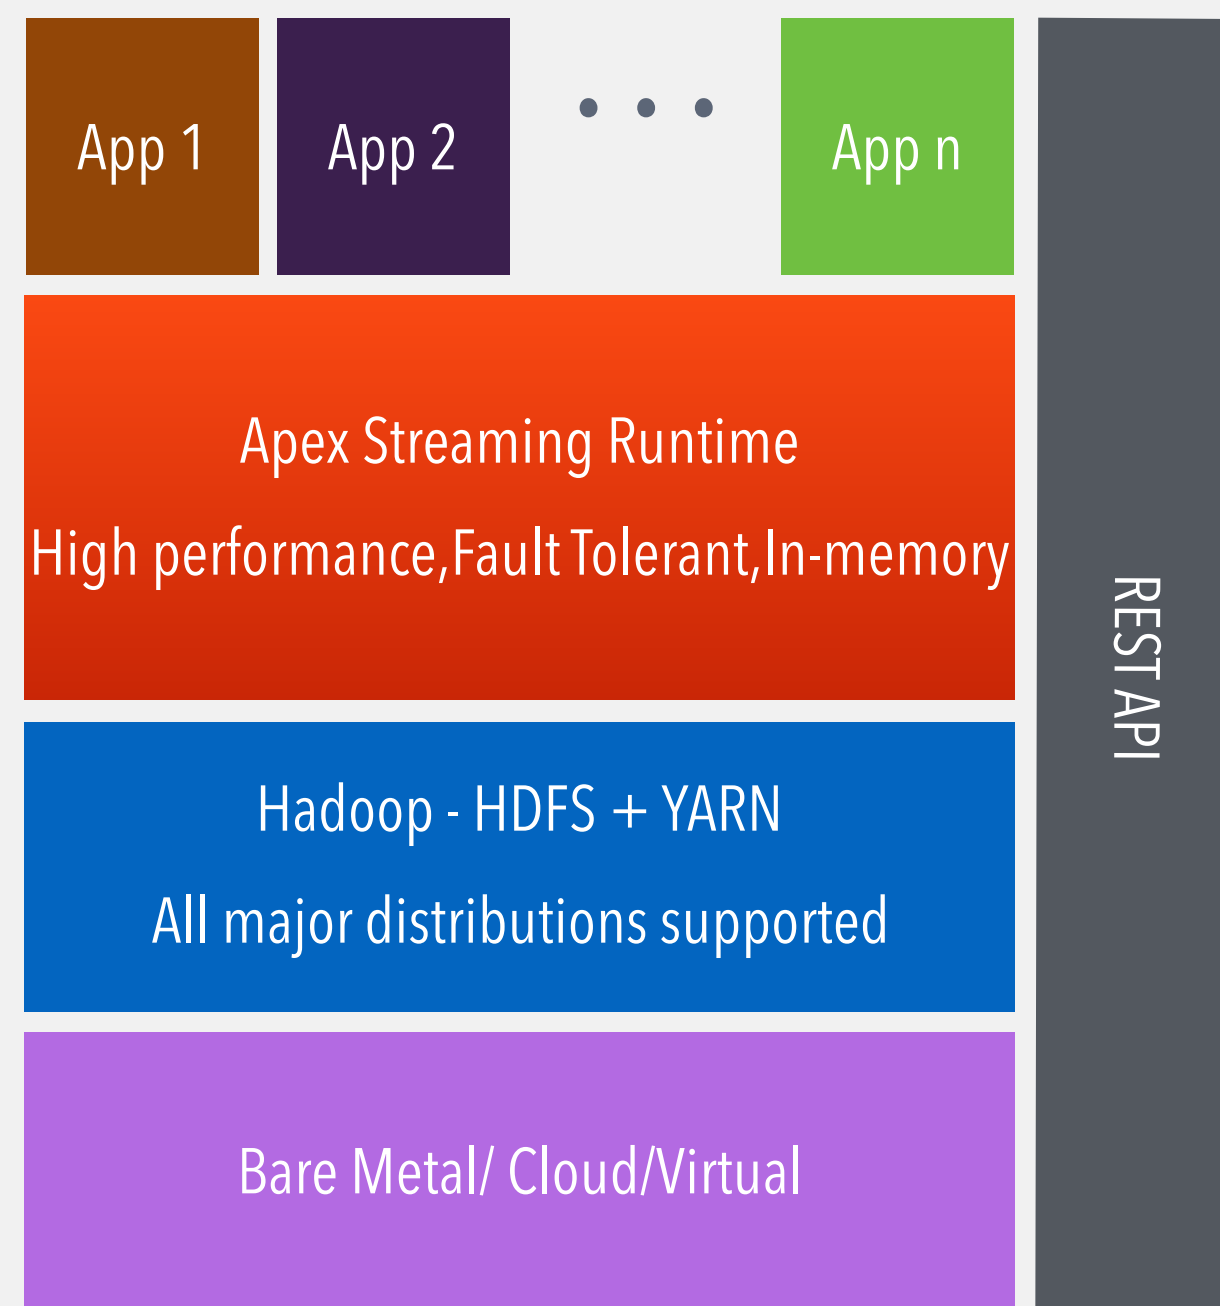 App 1
App 2
App n
Apex Streaming Runtime
High performance,Fault Tolerant,In-memory
Hadoop - HDFS + YARN
All major distributions supported
Bare Metal/ Cloud/Virtual
REST API